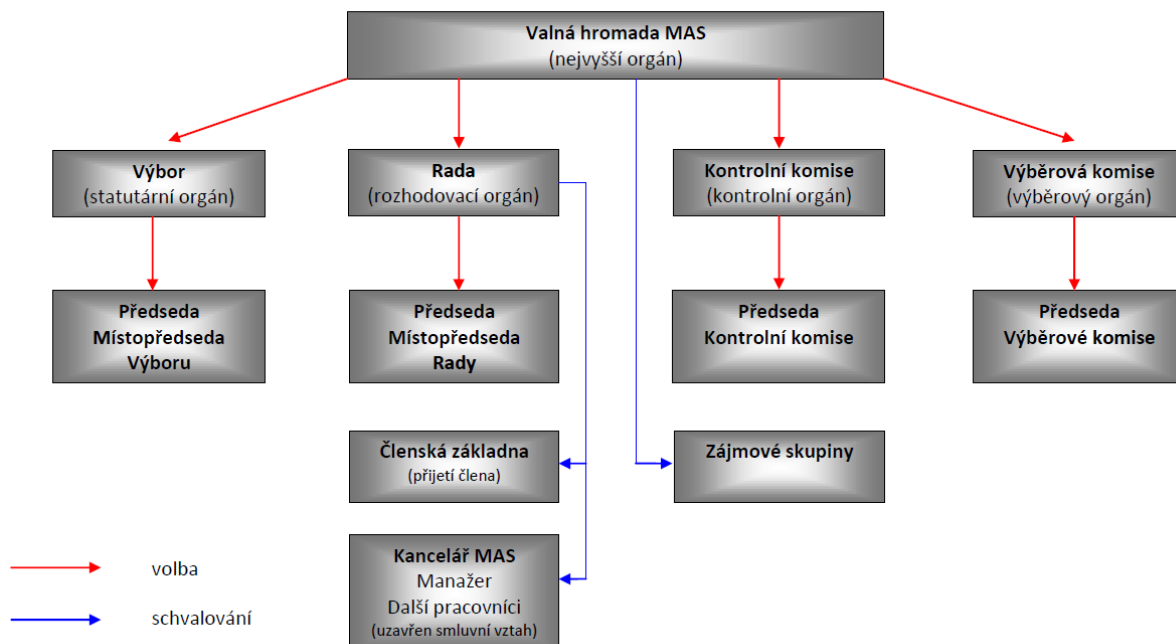 Valná hromada MAS
(nejvyšší orgán)
Výbor
(statutární orgán)
Rada
(rozhodovací orgán)
Kontrolní komise
(kontrolní orgán)
Výběrová komise
(výběrový orgán)
Předseda
Místopředseda
Výboru
Předseda
Místopředseda
Rady
Předseda
Kontrolní komise
Předseda
Výběrové komise
Členská základna
(přijetí člena)
Zájmové skupiny
Kancelář MAS
Manažer
Další pracovníci
(uzavřen smluvní vztah)
volba
schvalování